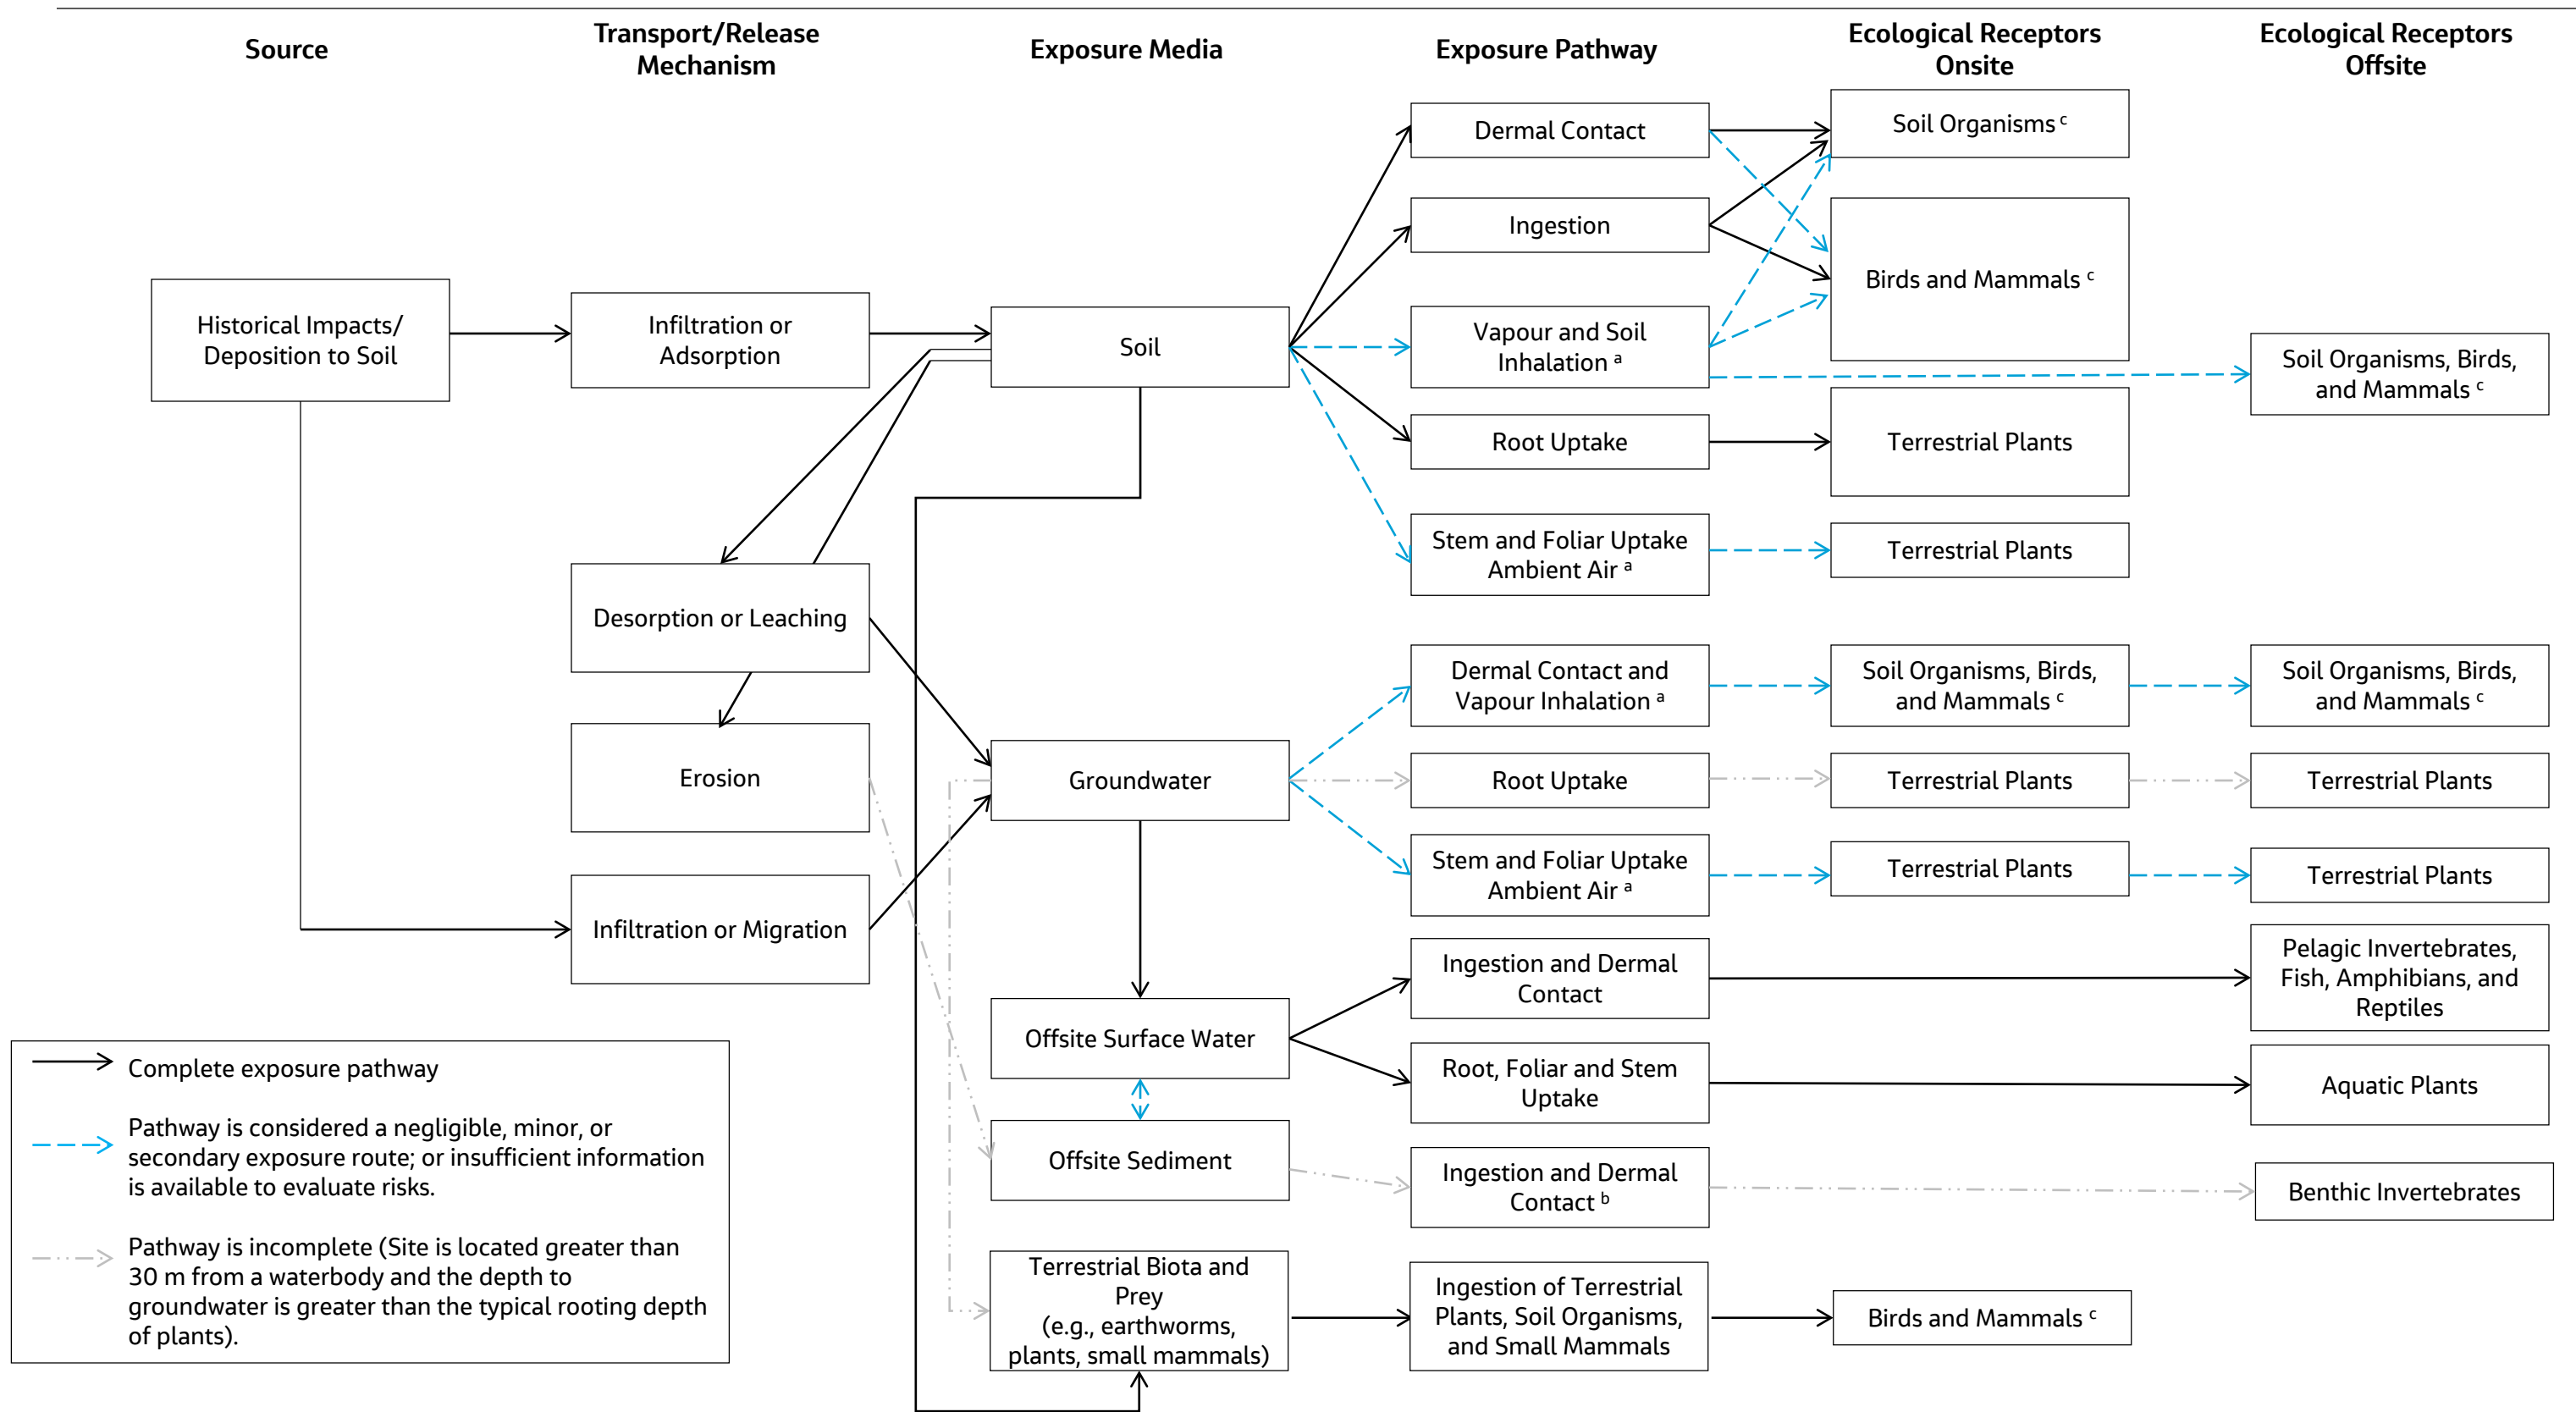 Source
Transport/Release
Mechanism
Exposure Media
Exposure Pathway
Ecological Receptors
Onsite
Ecological Receptors
Offsite
Historical Impacts/
Deposition to Soil
Infiltration or
Adsorption
Desorption or Leaching
Erosion
Infiltration or Migration
Soil
Groundwater
Offsite Surface Water
Offsite Sediment
Terrestrial Biota and
Prey
(e.g., earthworms,
plants, small mammals)
Dermal Contact
Ingestion
Vapour and Soil
Inhalation a
Root Uptake
Stem and Foliar Uptake
Ambient Air a
Dermal Contact and
Vapour Inhalation a
Root Uptake
Stem and Foliar Uptake
Ambient Air a
Ingestion and Dermal
Contact
Root, Foliar and Stem
Uptake
Ingestion and Dermal
Contact b
Ingestion of Terrestrial
Plants, Soil Organisms,
and Small Mammals
Soil Organisms c
Birds and Mammals c
Terrestrial Plants
Terrestrial Plants
Soil Organisms, Birds,
and Mammals c
Terrestrial Plants
Terrestrial Plants
Birds and Mammals c
Soil Organisms, Birds,
and Mammals c
Soil Organisms, Birds,
and Mammals c
Terrestrial Plants
Terrestrial Plants
Pelagic Invertebrates,
Fish, Amphibians, and
Reptiles
Aquatic Plants
Benthic Invertebrates
Complete exposure pathway
Pathway is considered a negligible, minor, or
secondary exposure route; or insufficient information
is available to evaluate risks.
Pathway is incomplete (Site is located greater than
30 m from a waterbody and the depth to
groundwater is greater than the typical rooting depth
of plants).